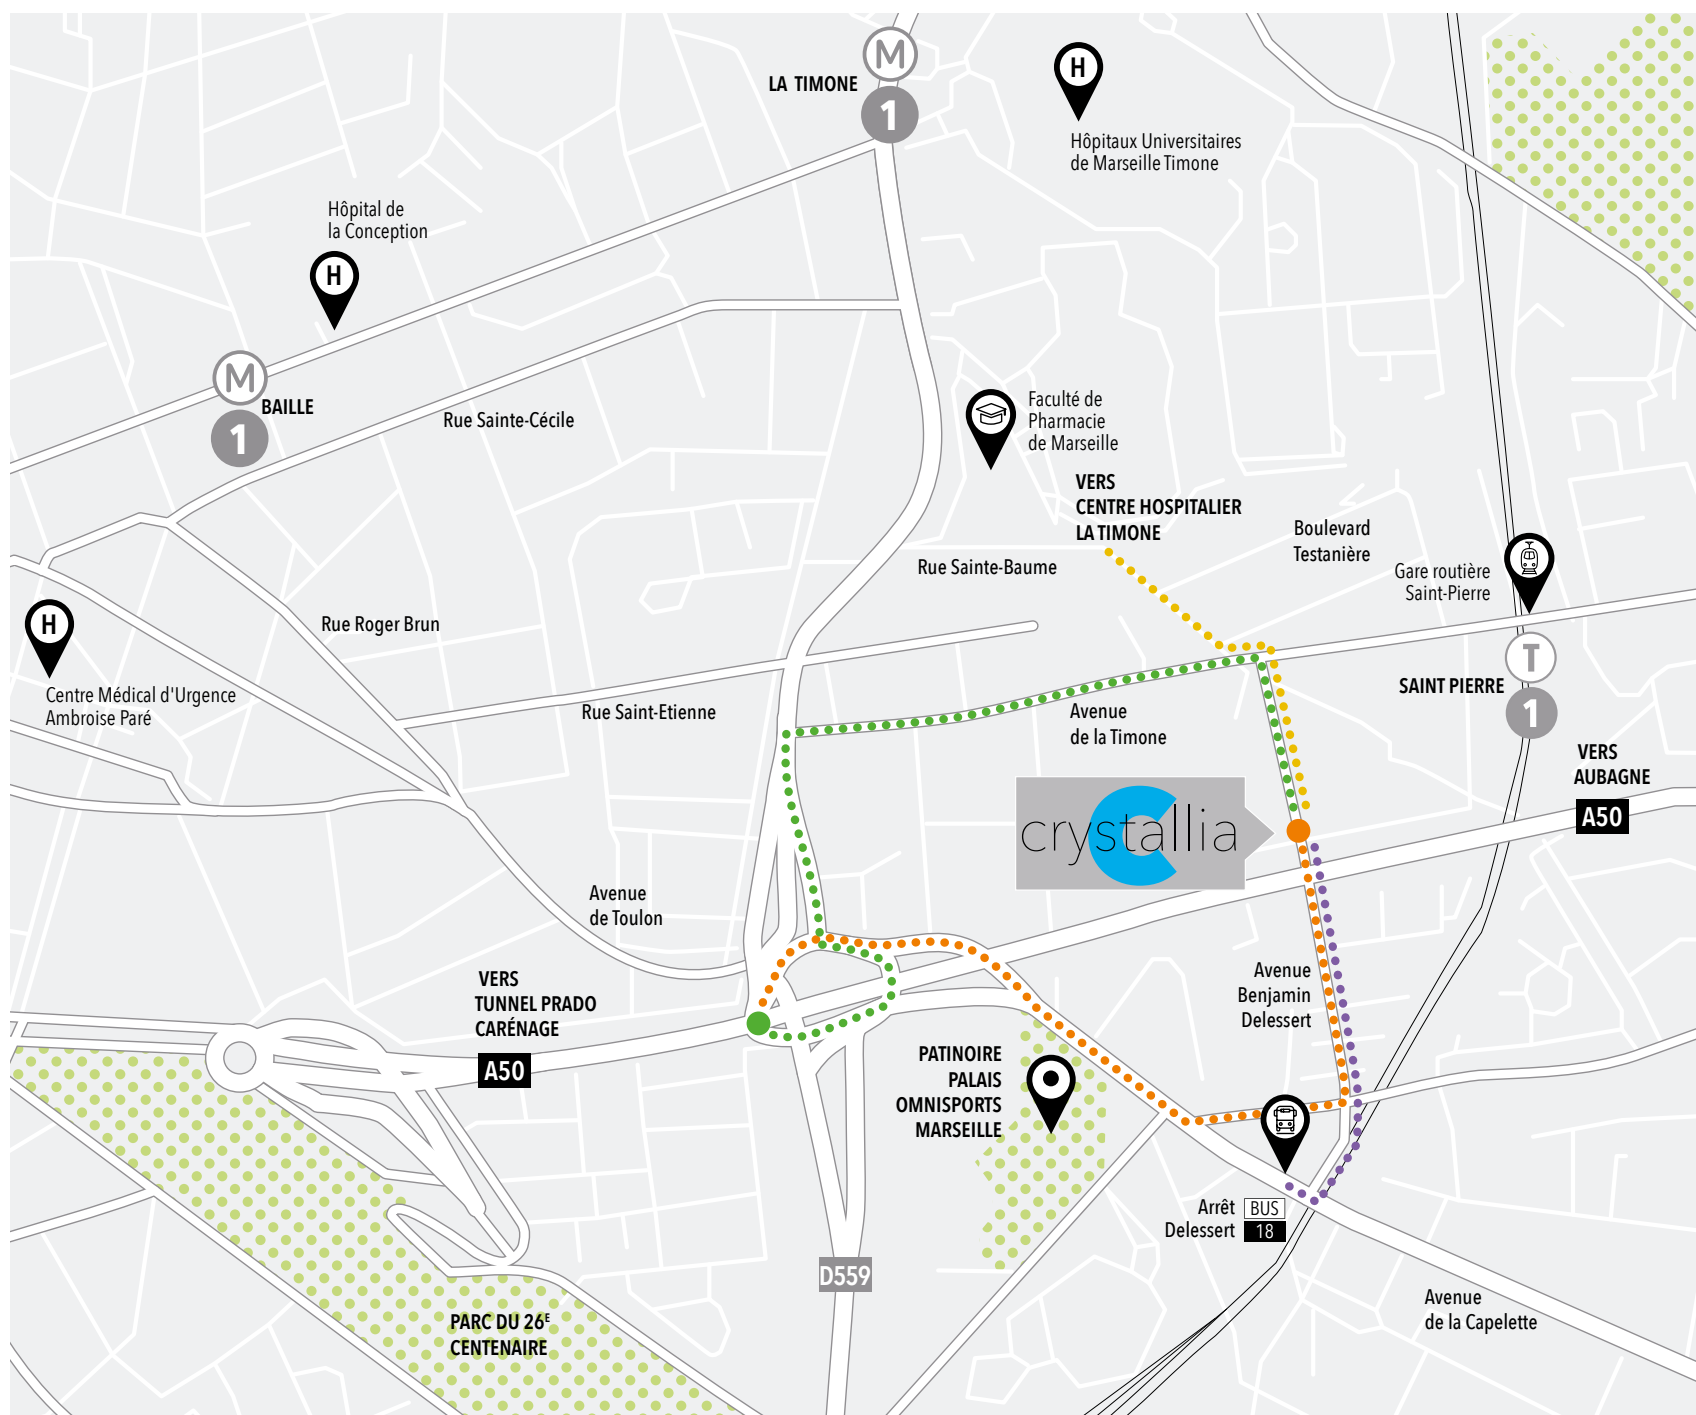 M
LA TIMONE
1
H
Hôpitaux Universitaires
de Marseille Timone
Hôpital de
la Conception
H
M
BAILLE
1
Rue Sainte-Cécile
Faculté de
Pharmacie
de Marseille
VERS
CENTRE HOSPITALIER
LA TIMONE
Boulevard
Testanière
Rue Sainte-Baume
Gare routière
Saint-Pierre
H
Rue Roger Brun
Centre Médical d'Urgence
Ambroise Paré
T
SAINT PIERRE
1
Rue Saint-Etienne
Avenue
de la Timone
VERS
AUBAGNE
A50
crystallia
Avenue
de Toulon
VERS
TUNNEL PRADO
CARÉNAGE
A50
Avenue
Benjamin
Delessert
PATINOIRE
PALAIS
OMNISPORTS
MARSEILLE
Arrêt BUS
Delessert 18
D559
PARC DU 26E
CENTENAIRE
Avenue
de la Capelette